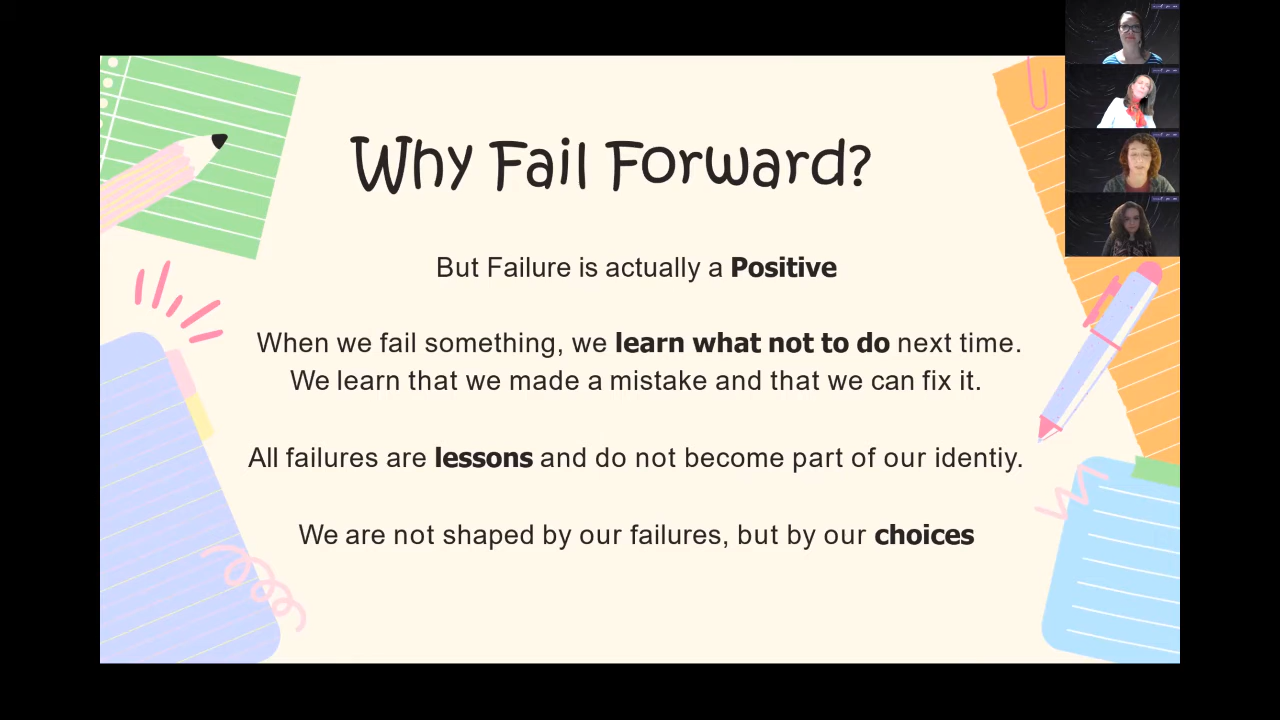 Why Fail Forward?
But Failure is actually a Positive
When we fail something, we learn what not to do next time.
We learn that we made a mistake and that we can fix it.
All failures are lessons and do not become part of our identiy.
We are not shaped by our failures, but by our choices